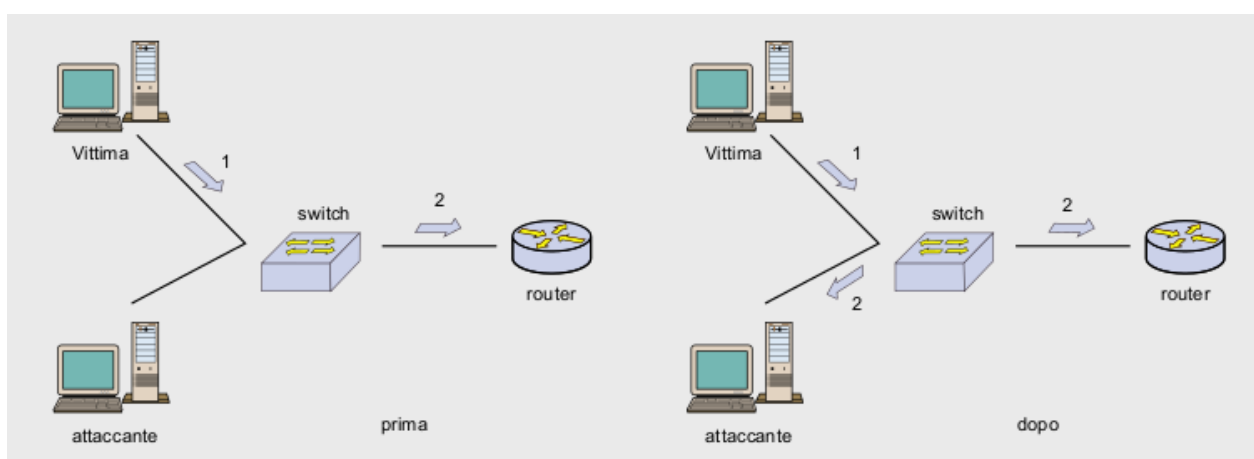 Vittima
1
switch
2
router
attaccante
prima
Vittima
1
switch
2
router
2
attaccante
dopo